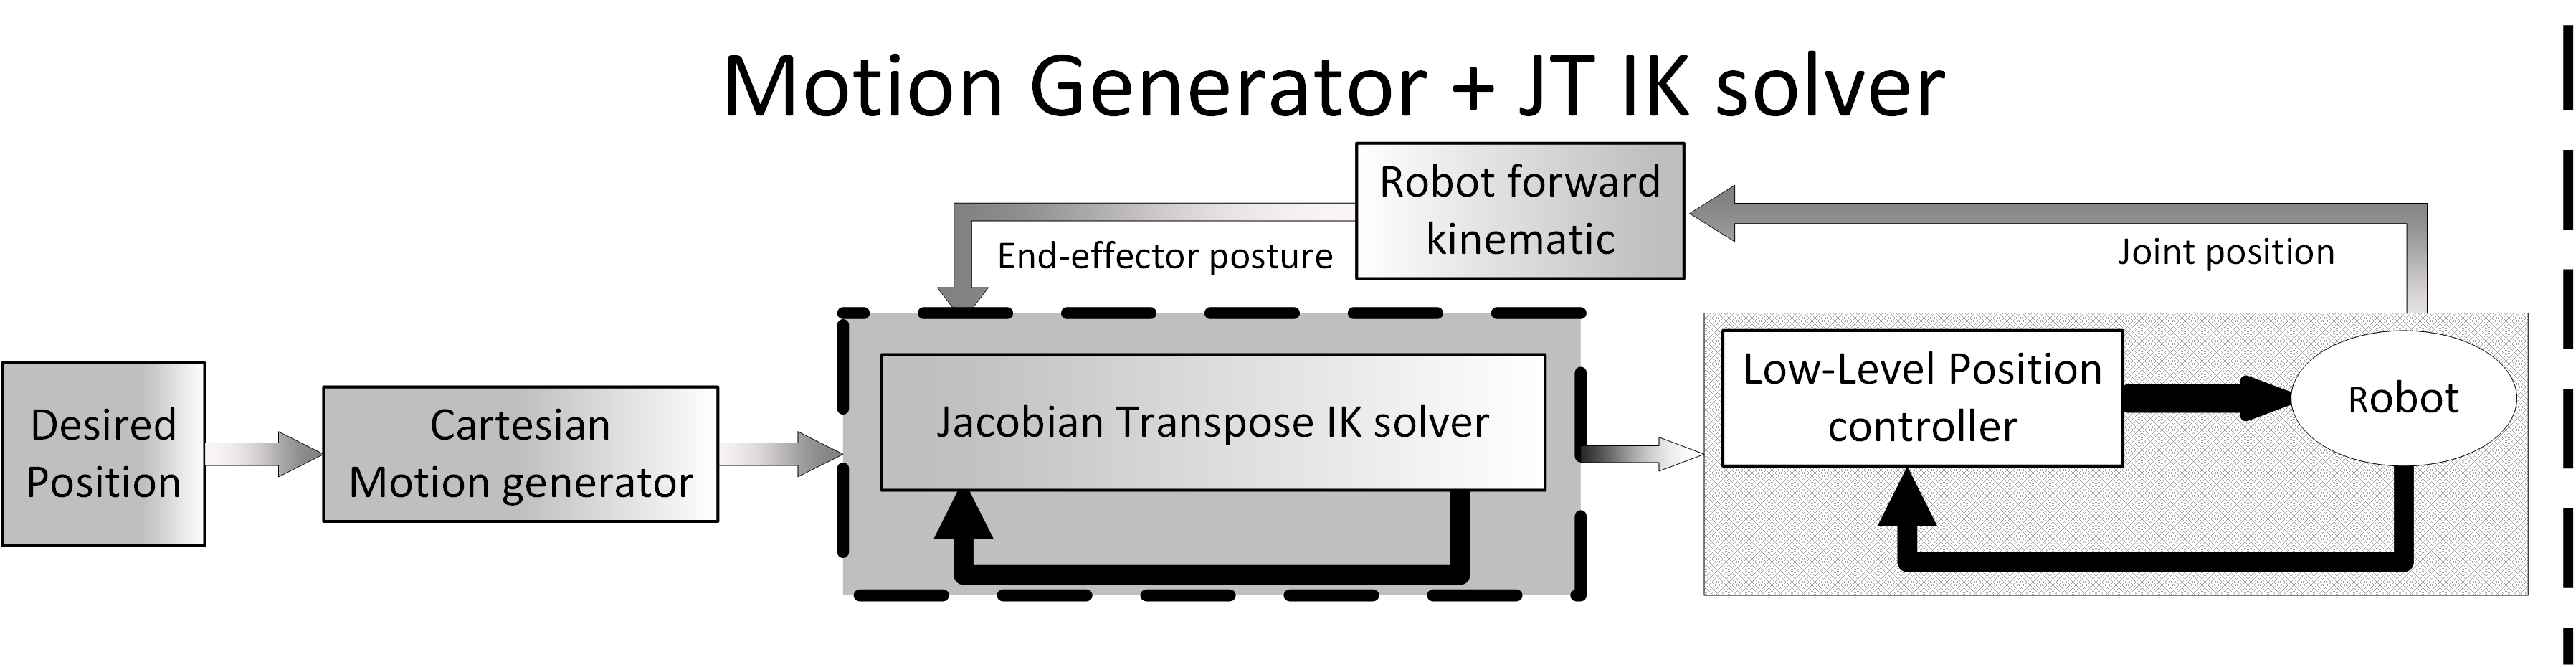 Motion Generator + JT IK solver
Robot forward
kinematic
End-effector posture
Joint position
Desired
Position
Cartesian
Motion generator
Jacobian Transpose IK solver
Low-Level Position
controller
Robot